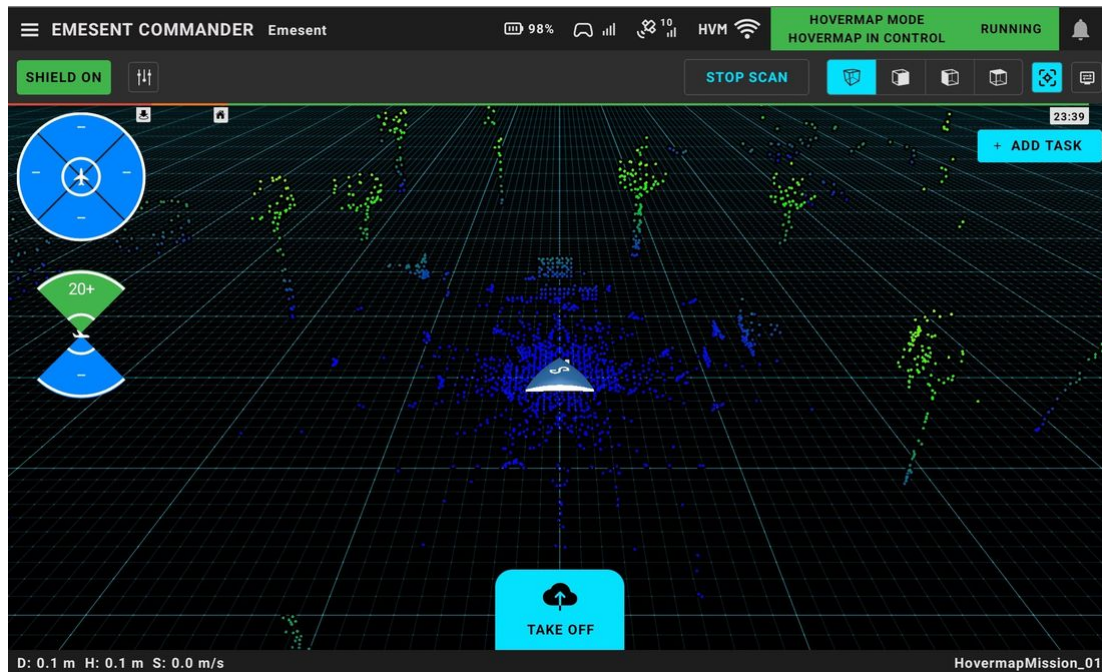 EMESENT COMMANDER Emesent
98%
10
HVM
HOVERMAP MODE
HOVERMAP IN CONTROL
RUNNING
SHIELD ON
STOP SCAN
23:39
+ ADD TASK
20+
TAKE OFF
D: 0.1 m H: 0.1 m S: 0.0 m/s
HovermapMission_01